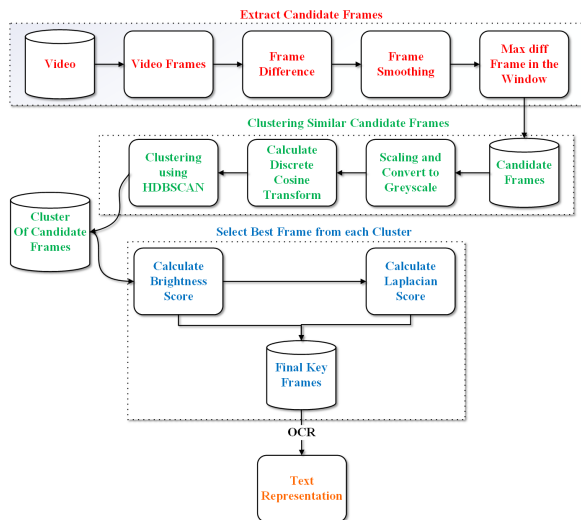 Extract Candidate Frames
Video
Video Frames
Frame
Difference
Frame
Smoothing
Max diff
Frame in the
Window
Clustering Similar Candidate Frames
Clustering
using
HDBSCAN
Calculate
Discrete
Cosine
Transform
Scaling and
Convert to
Greyscale
Candidate
Frames
Cluster
Of Candidate
Frames
Select Best Frame from each Cluster
Calculate
Brightness
Score
Calculate
Laplacian
Score
Final Key
Frames
OCR
Text
Representation